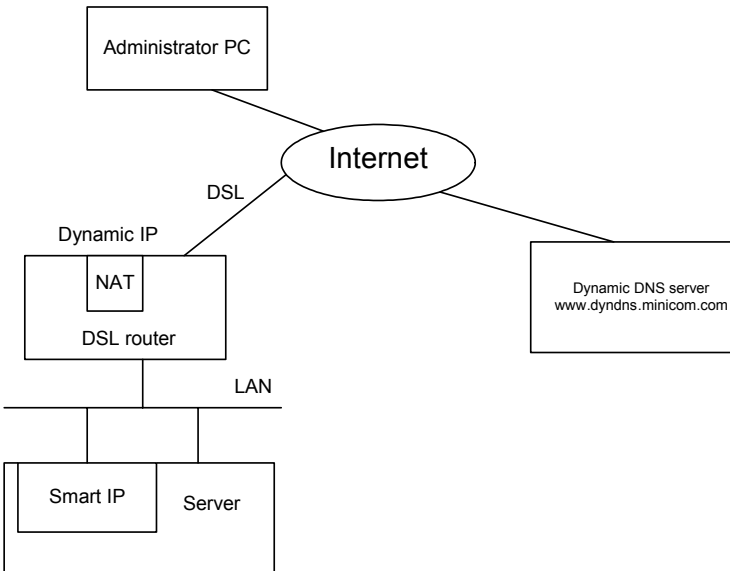 Administrator PC
Internet
DSL
Dynamic IP
NAT
DSL router
Dynamic DNS server
www.dyndns.minicom.com
LAN
Smart IP
Server